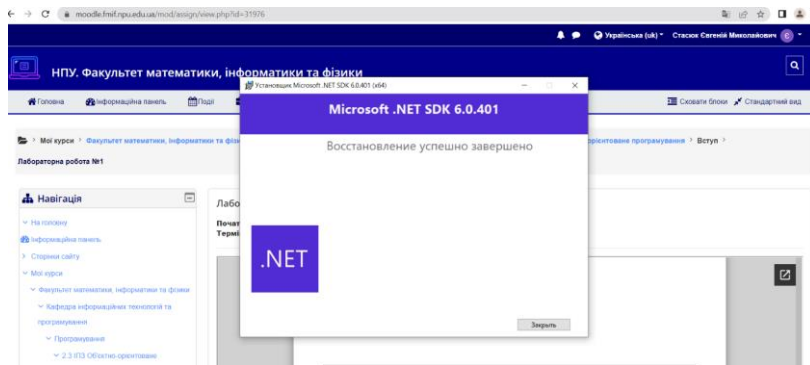 moodle.fmif.npu.edu.ua/mod/assign/view.php?id=31976
Українська (uk)
Стасюк Євгеній Миколайович
Є
НПУ. Факультет математики, інформатики та фізики
Головна
Інформаційна панель
Події
Сховати блоки
Стандартний вид
Установщик Microsoft .NET SDK 6.0.401 (x64)
Microsoft .NET SDK 6.0.401
Восстановление успешно завершено
.NET
Закрыть
Мої курси
Факультет математики, інформатики та фізи
орієнтоване програмування
Вступ
Лабораторна робота №1
Навігація
Лабо
Почат
Термі
На головну
Інформаційна панель
Сторінки сайту
Мої курси
Факультет математики, інформатики та фізики
Кафедра інформаційних технологій та
програмування
Програмування
2.3 ІПЗ Об'єктно-орієнтоване